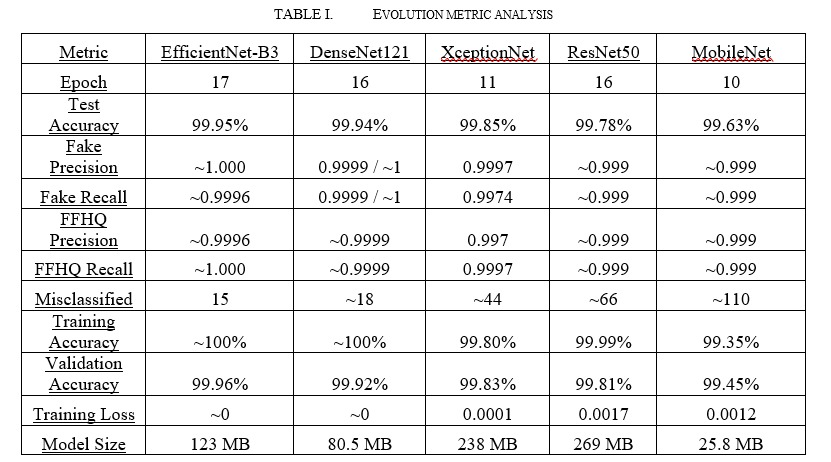 TABLE I. EVOLUTION METRIC ANALYSIS
Metric EfficientNet-B3 DenseNet121 XceptionNet ResNet50 MobileNet
Epoch 17 16 11 16 10
Test
Accuracy 99.95% 99.94% 99.85% 99.78% 99.63%
Fake
Precision ~1.000 0.9999 / ~1 0.9997 ~0.999 ~0.999
Fake Recall ~0.9996 0.9999 / ~1 0.9974 ~0.999 ~0.999
FFHQ
Precision ~0.9996 ~0.9999 0.997 ~0.999 ~0.999
FFHQ Recall ~1.000 ~0.9999 0.9997 ~0.999 ~0.999
Misclassified 15 ~18 ~44 ~66 ~110
Training
Accuracy ~100% ~100% 99.80% 99.99% 99.35%
Validation
Accuracy 99.96% 99.92% 99.83% 99.81% 99.45%
Training Loss ~0 ~0 0.0001 0.0017 0.0012
Model Size 123 MB 80.5 MB 238 MB 269 MB 25.8 MB